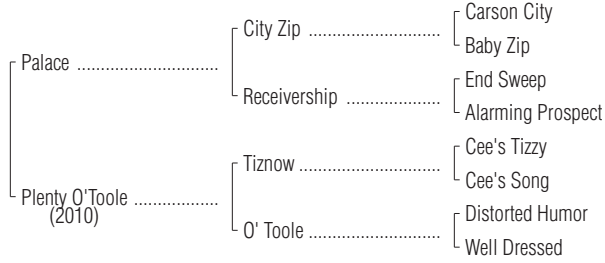 Carson City
City Zip ........................
Baby Zip
Palace ..........................
End Sweep
Receivership .................
Alarming Prospect
Cee's Tizzy
Tiznow ..........................
Cee's Song
Plenty O'Toole ................
(2010)
Distorted Humor
O' Toole ........................
Well Dressed